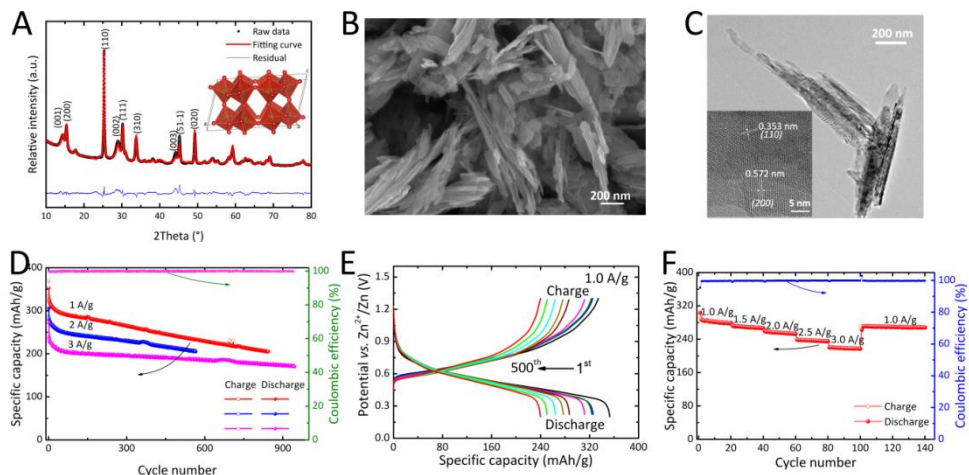 A
Relative intensity (a.u.)
Raw data
Fitting curve
Residual
(001)
(200)
(110)
(002)
(111)
(310)
(003)
(51-1)
(020)
10 20 30 40 50 60 70 80
2Theta (°)
B
200 nm
C
200 nm
0.353 nm
{110}
0.572 nm
{200}
5 nm
D
Specific capacity (mAh/g)
400
350
300
250
200
150
100
50
0
1 A/g
2 A/g
3 A/g
Charge Discharge
100
80
60
40
20
0
Coulombic efficiency (%)
0 300 600 900
Cycle number
E
Potential vs. Zn²⁺/Zn (V)
1.5
1.2
0.9
0.6
0.3
0.0
1.0 A/g
Charge
500th 1st
Discharge
0 80 160 240 320 400
Specific capacity (mAh/g)
F
Specific capacity (mAh/g)
400
320
240
160
80
0
1.0 A/g
1.5 A/g
2.0 A/g
2.5 A/g
3.0 A/g
1.0 A/g
Charge
Discharge
100
80
60
40
20
0
Coulombic efficiency (%)
0 20 40 60 80 100 120 140
Cycle number